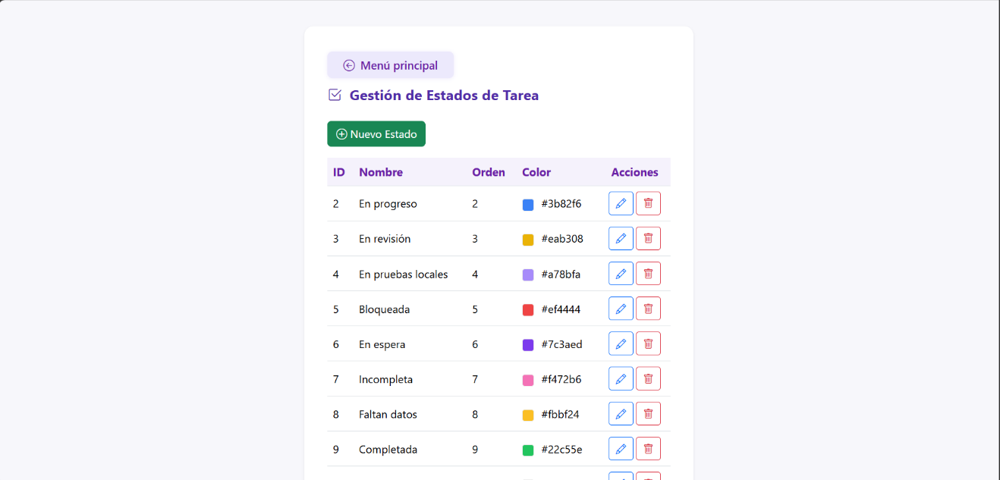 Menú principal
Gestión de Estados de Tarea
Nuevo Estado
ID Nombre Orden Color Acciones
2 En progreso 2 #3b82f6
3 En revisión 3 #eab308
4 En pruebas locales 4 #a78bfa
5 Bloqueada 5 #ef4444
6 En espera 6 #7c3aed
7 Incompleta 7 #f472b6
8 Faltan datos 8 #fbbf24
9 Completada 9 #22c55e